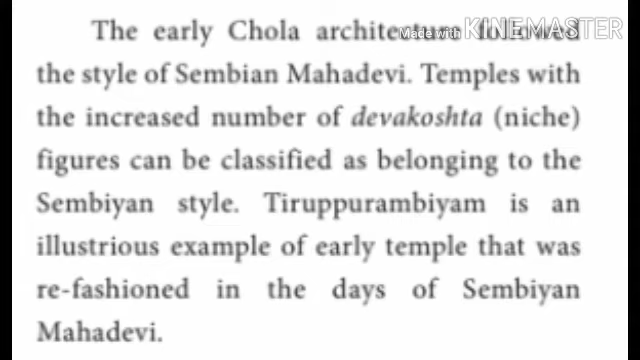 Made with KINEMASTER
The early Chola architecture followed
the style of Sembian Mahadevi. Temples with
the increased number of devakoshta (niche)
figures can be classified as belonging to the
Sembiyan style. Tiruppurambiyam is an
illustrious example of early temple that was
re-fashioned in the days of Sembiyan
Mahadevi.